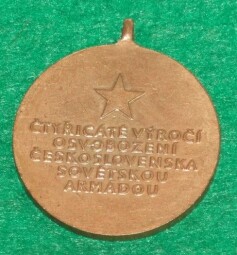 ČTYŘICÁTÉ VÝROČÍ
OSVOBOZENÍ
ČESKOSLOVENSKA
SOVĚTSKOU
ARMÁDOU